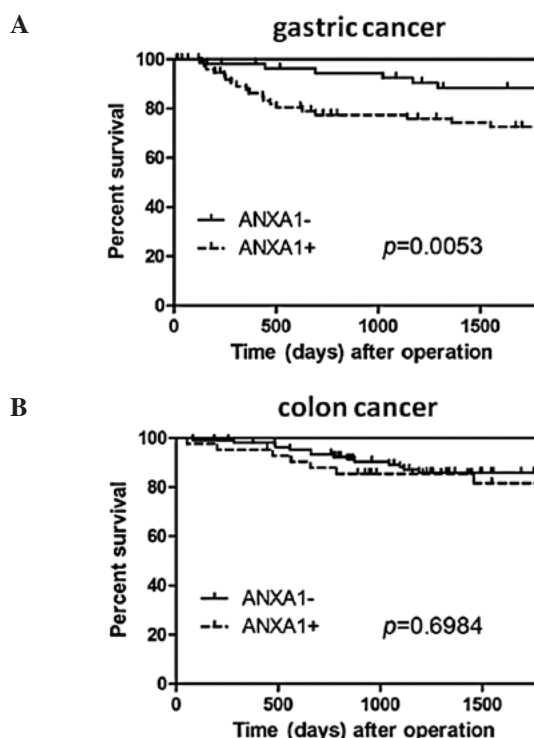 A
gastric cancer
Percent survival
100
80
60
40
20
0
ANXA1-
ANXA1+
p=0.0053
0 500 1000 1500
Time (days) after operation
B
colon cancer
Percent survival
100
80
60
40
20
0
ANXA1-
ANXA1+
p=0.6984
0 500 1000 1500
Time (days) after operation